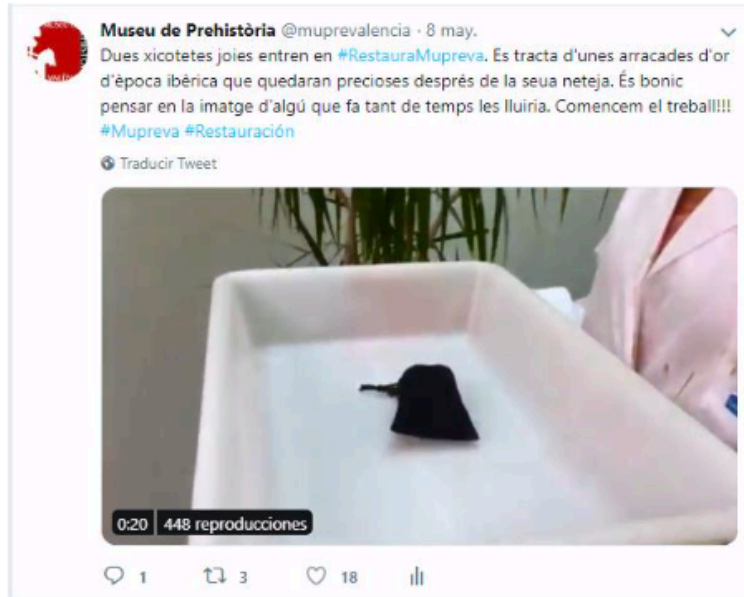 Museu de Prehistòria @muprevalencia · 8 may.
Dues xicotetes joies entren en #RestauraMupreva. Es tracta d'unes arracades d'or
d'època ibèrica que quedaran precioses després de la seua neteja. És bonic
pensar en la imatge d'algú que fa tant de temps les lluiria. Comencem el treball!!!
#Mupreva #Restauración
Traducir Tweet
0:20 448 reproducciones
1 3 18